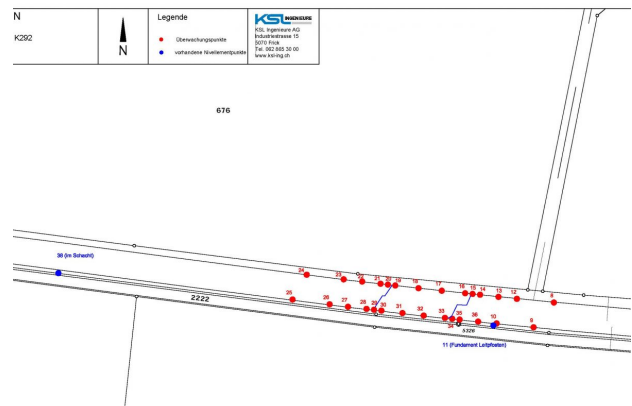 N
K292
N
Legende
Überwachungspunkte
vorhandene Nivellementpunkte
KSL INGENIEURE
KSL Ingenieure AG
Industriestrasse 15
5070 Frick
Tel. 062 865 30 00
www.ksl-ing.ch
676
38 (im Schacht)
24 23 22 21 20 19 18 17 16 15 14 13 12 8
25 26 27 28 29 30 31 32 33 34 35 36 10 9
2222
5326
11 (Fundament Leitpfosten)